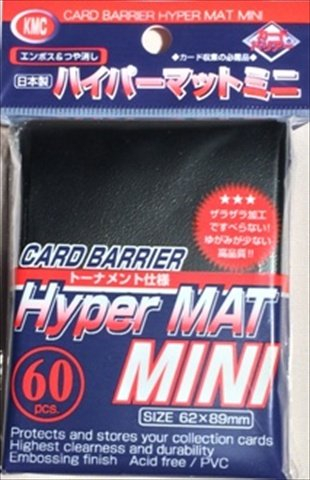 KMC
CARD BARRIER HYPER MAT MINI
エンボス&つや消し
◆カード収集の必需品◆
日本製
ハイパーマットミニ
★★★
ザラザラ加工
ですべらない!
ゆがみが少ない
高品質!!
CARD BARRIER
トーナメント仕様
Hyper MAT
MINI
60
pcs.
SIZE 62×89mm
Protects and stores your collection cards
Highest clearness and durability
Embossing finish Acid free / PVC